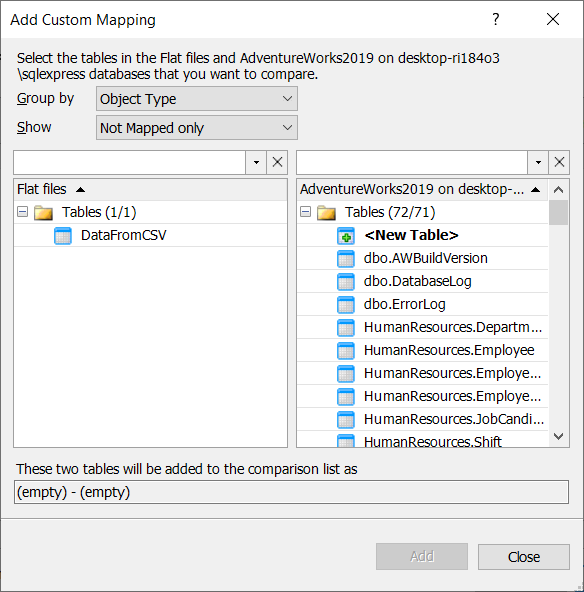 Add Custom Mapping
Select the tables in the Flat files and AdventureWorks2019 on desktop-ri184o3
\sqlexpress databases that you want to compare.
Group by Object Type
Show Not Mapped only
Flat files
Tables (1/1)
DataFromCSV
AdventureWorks2019 on desktop-...
Tables (72/71)
<New Table>
dbo.AWBuildVersion
dbo.DatabaseLog
dbo.ErrorLog
HumanResources.Departm...
HumanResources.Employee
HumanResources.Employe...
HumanResources.Employe...
HumanResources.JobCandi...
HumanResources.Shift
These two tables will be added to the comparison list as
(empty) - (empty)
Add Close